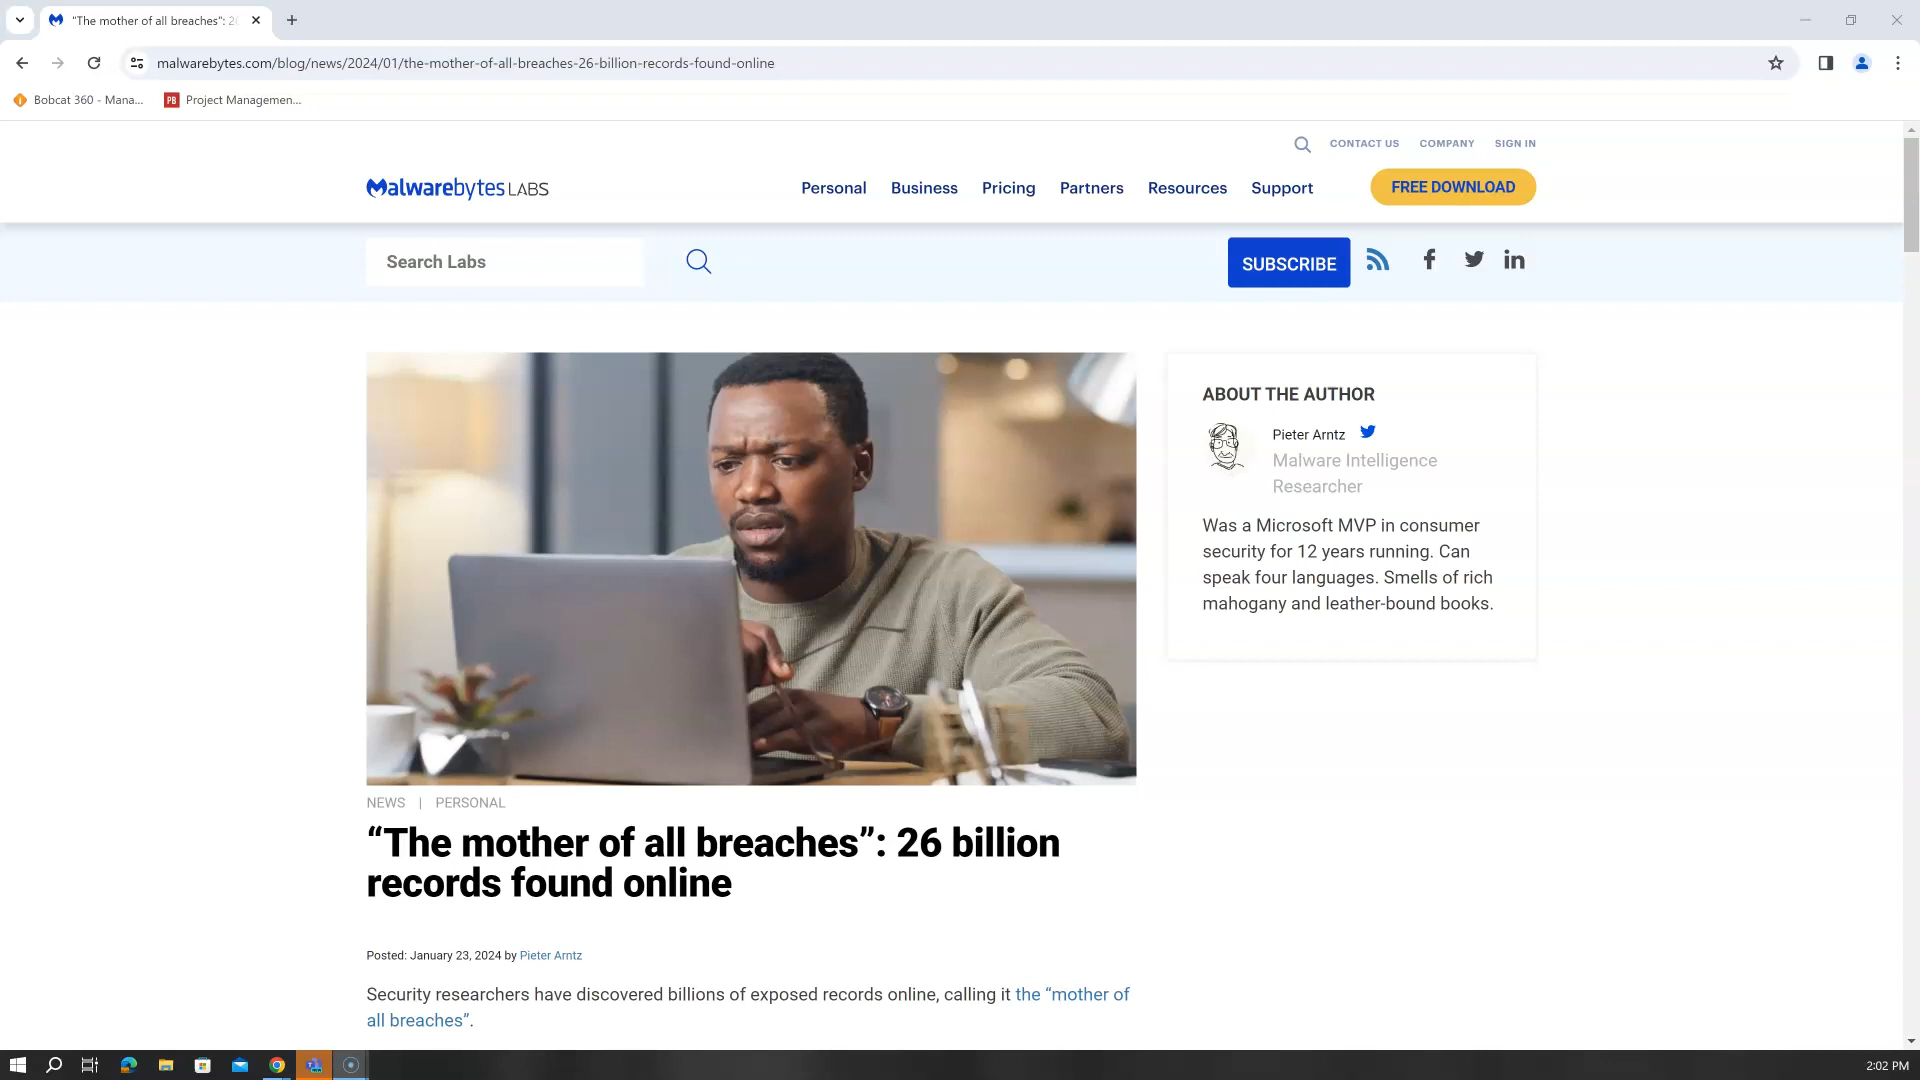 "The mother of all breaches": 2
malwarebytes.com/blog/news/2024/01/the-mother-of-all-breaches-26-billion-records-found-online
Bobcat 360 - Mana...
PB Project Managemen...
CONTACT US COMPANY SIGN IN
Malwarebytes LABS
Personal Business Pricing Partners Resources Support
FREE DOWNLOAD
Search Labs
SUBSCRIBE
ABOUT THE AUTHOR
Pieter Arntz
Malware Intelligence
Researcher
Was a Microsoft MVP in consumer
security for 12 years running. Can
speak four languages. Smells of rich
mahogany and leather-bound books.
NEWS | PERSONAL
“The mother of all breaches”: 26 billion
records found online
Posted: January 23, 2024 by Pieter Arntz
Security researchers have discovered billions of exposed records online, calling it the “mother of
all breaches”.
2:02 PM